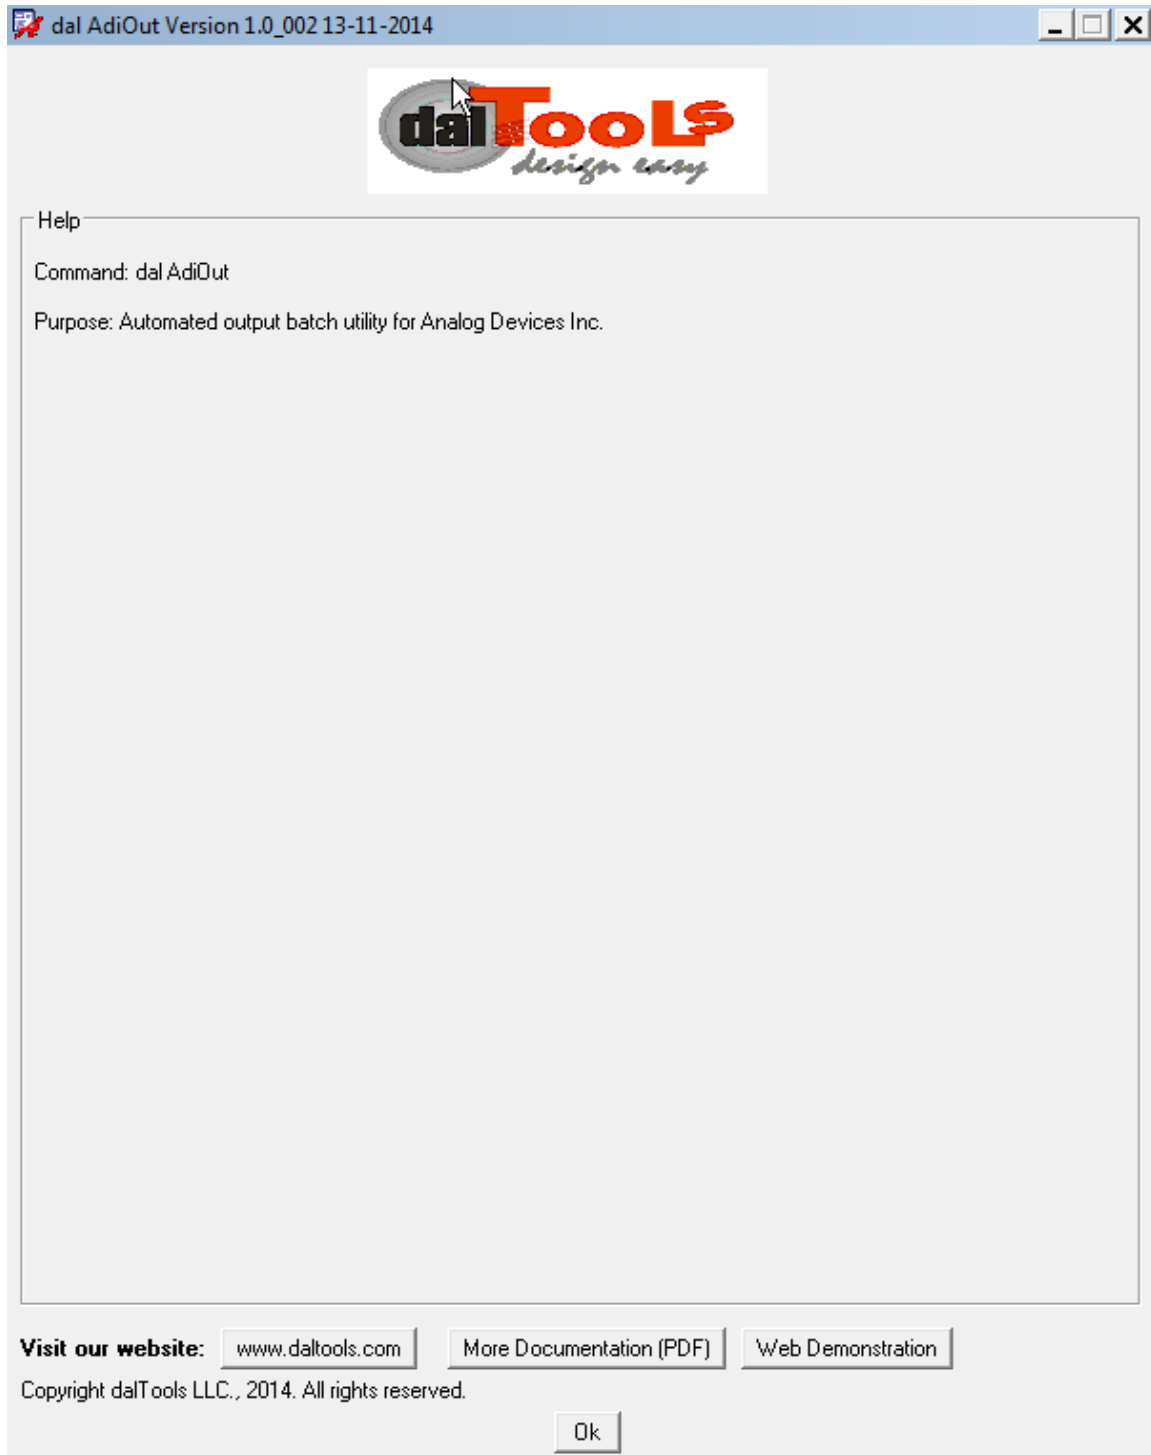 dal AdiOut Version 1.0_002 13-11-2014
dalTooLs
design easy
Help
Command: dal AdiOut
Purpose: Automated output batch utility for Analog Devices Inc.
Visit our website: www.daltools.com More Documentation (PDF) Web Demonstration
Copyright dalTools LLC., 2014. All rights reserved.
Ok